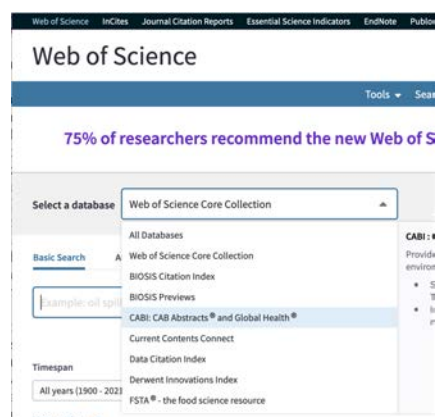 Web of Science InCites Journal Citation Reports Essential Science Indicators EndNote
Web of Science
Tools
75% of researchers recommend the new Web of S
Select a database Web of Science Core Collection
All Databases
Basic Search A Web of Science Core Collection
BIOSIS Citation Index
Example: oil spill
BIOSIS Previews
CABI: CAB Abstracts® and Global Health®
Current Contents Connect
Timespan Data Citation Index
Derwent Innovations Index
All years (1900 - 2021
FSTA® - the food science resource
CABI :
Provide
environ